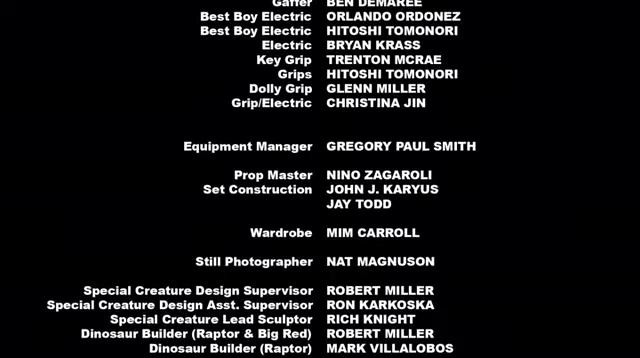 Gaffer BEN DEMAREE
Best Boy Electric ORLANDO ORDONEZ
Best Boy Electric HITOSHI TOMONORI
Electric BRYAN KRASS
Key Grip TRENTON MCRAE
Grips HITOSHI TOMONORI
Dolly Grip GLENN MILLER
Grip/Electric CHRISTINA JIN
Equipment Manager GREGORY PAUL SMITH
Prop Master NINO ZAGAROLI
Set Construction JOHN J. KARYUS
JAY TODD
Wardrobe MIM CARROLL
Still Photographer NAT MAGNUSON
Special Creature Design Supervisor ROBERT MILLER
Special Creature Design Asst. Supervisor RON KARKOSKA
Special Creature Lead Sculptor RICH KNIGHT
Dinosaur Builder (Raptor & Big Red) ROBERT MILLER
Dinosaur Builder (Raptor) MARK VILLALOBOS